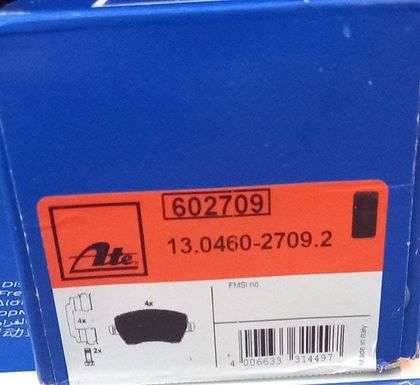 602709
Ate
13.0460-2709.2
FMSI no
4x
4x
2x
4 006633 314497
Made in Italy